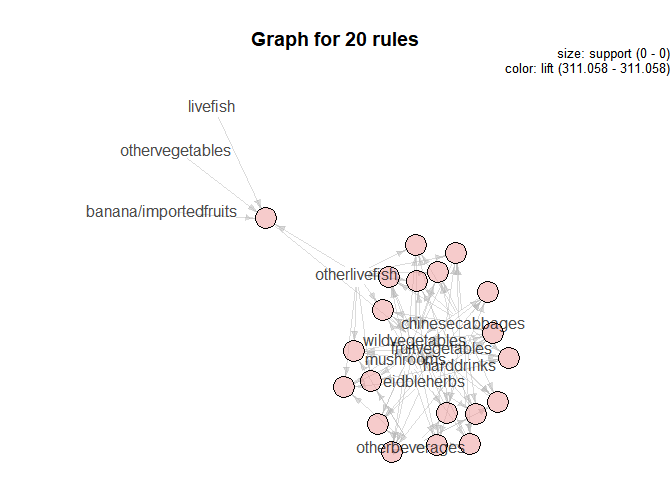 Graph for 20 rules
size: support (0 - 0)
color: lift (311.058 - 311.058)
livefish
othervegetables
banana/importedfruits
otherlivefish
chinesecabbages
wildvegetables
fruitvegetables
mushrooms
harddrinks
eidbleherbs
otherbeverages